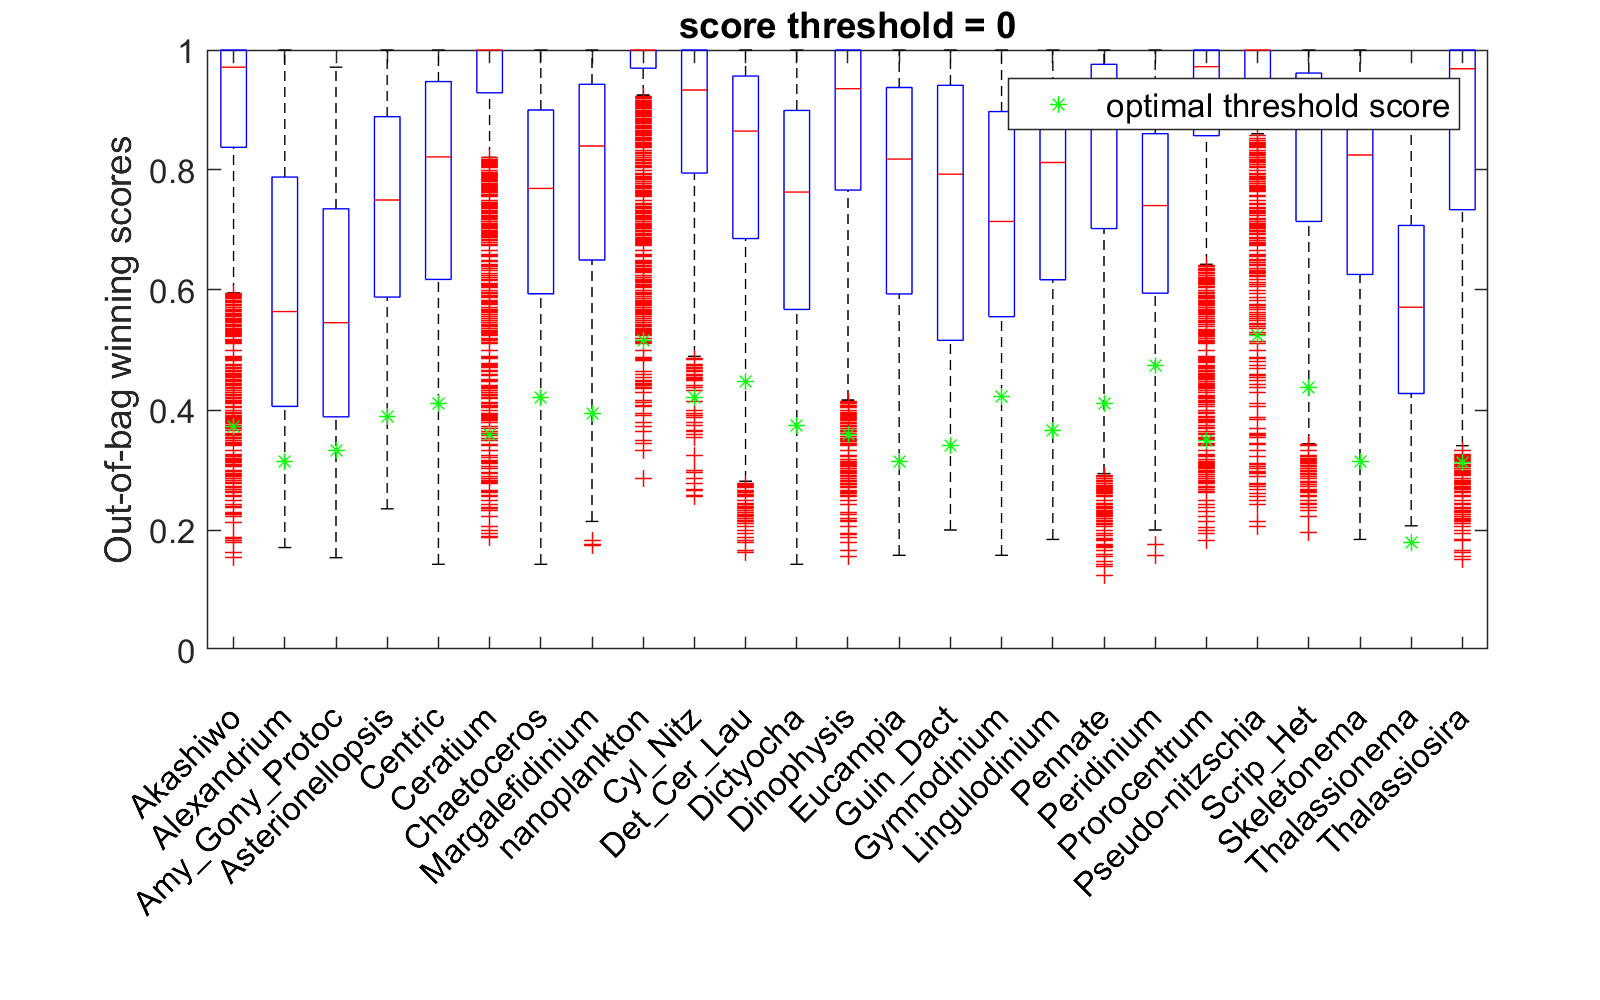 score threshold = 0
optimal threshold score
Out-of-bag winning scores
1
0.8
0.6
0.4
0.2
0
Akashiwo
Alexandrium
Amy_Gony_Protoc
Asterionellopsis
Centric
Ceratium
Chaetoceros
Margalefidinium
nanoplankton
Cyl_Nitz
Det_Cer_Lau
Dictyocha
Dinophysis
Eucampia
Guin_Dact
Gymnodinium
Lingulodinium
Pennate
Peridinium
Prorocentrum
Pseudo-nitzschia
Scrip_Het
Skeletonema
Thalassionema
Thalassiosira